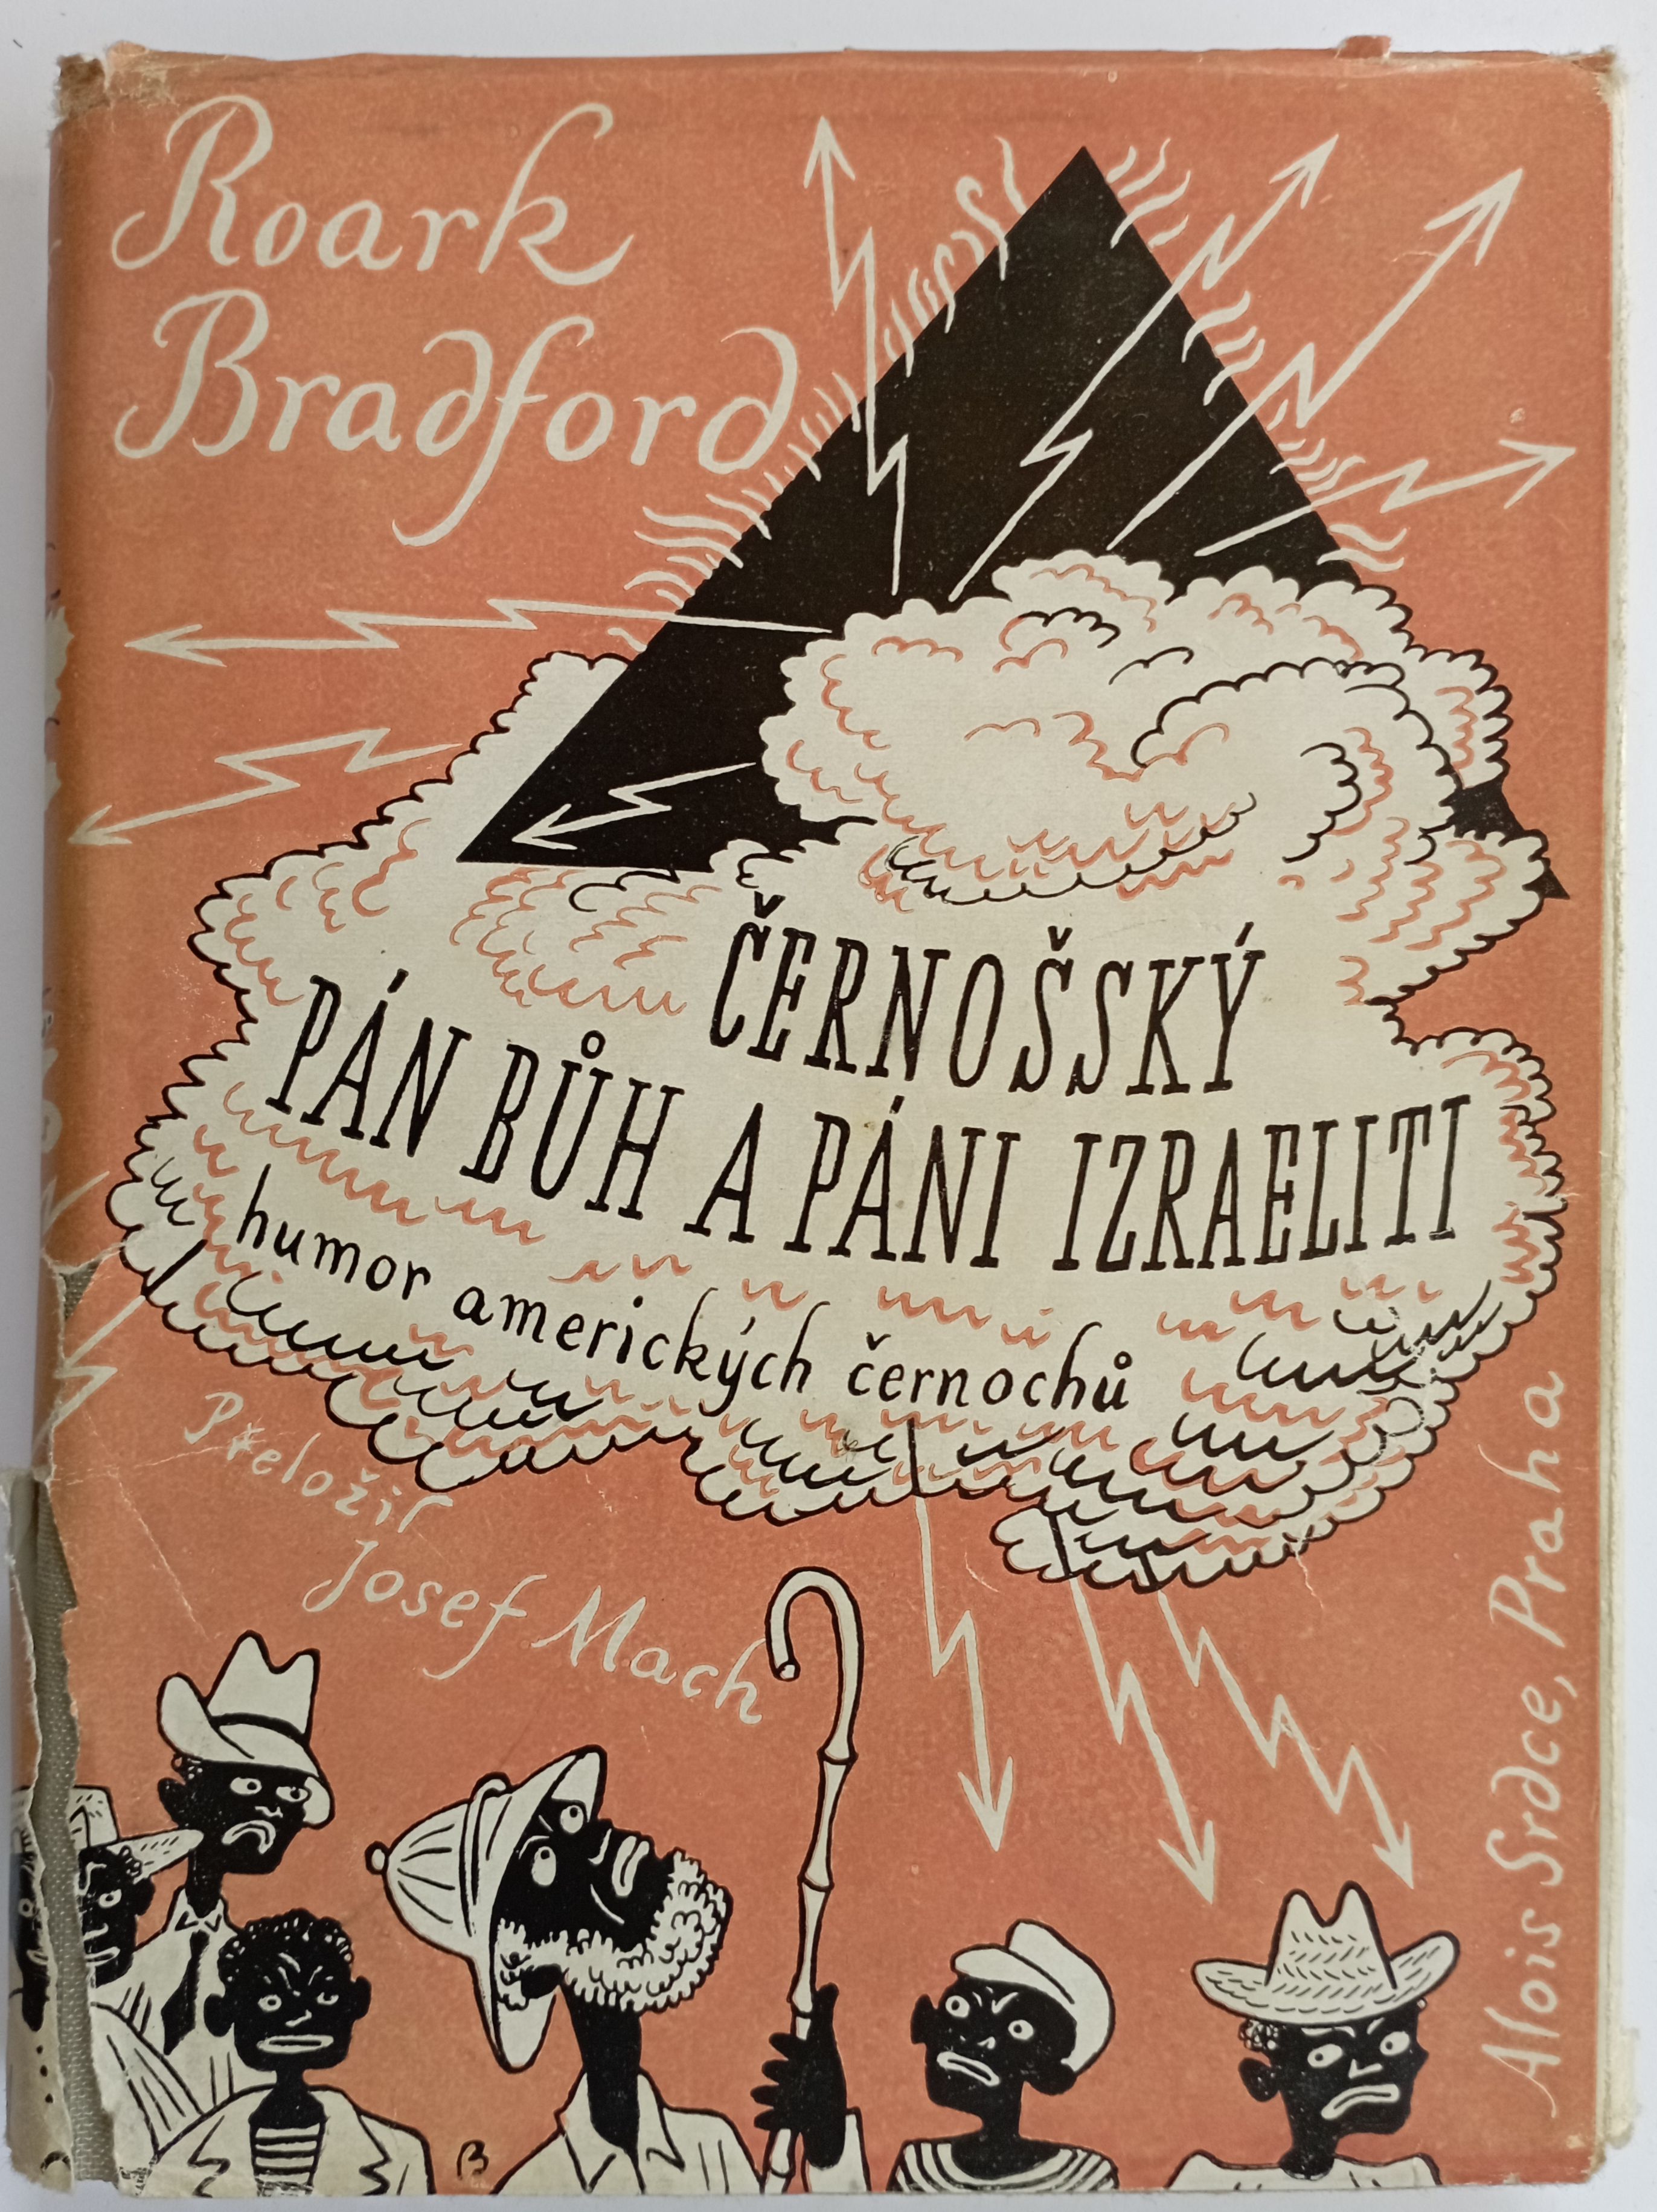 Roark
Bradford
ČERNOŠSKÝ
PÁN BŮH A PÁNI IZRAELITI
humor amerických černochů
Přeložil
Josef Mach
Alois Srdce, Praha
B